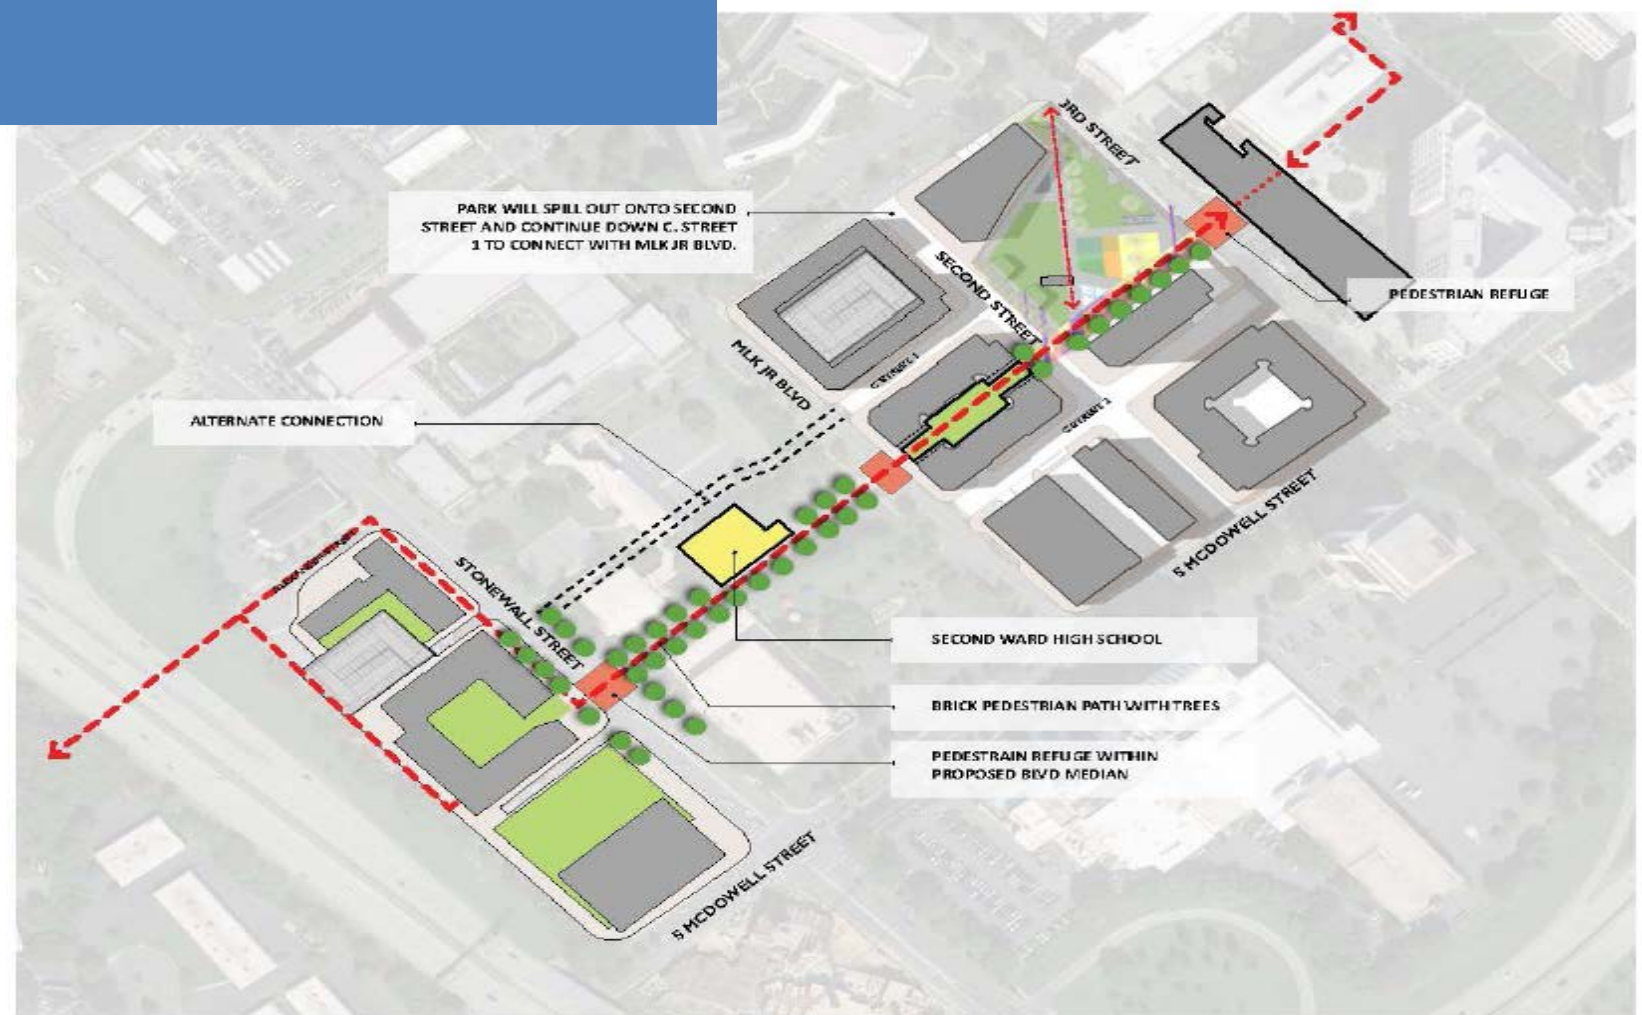 3RD STREET
PARK WILL SPILL OUT ONTO SECOND
STREET AND CONTINUE DOWN C. STREET
1 TO CONNECT WITH MLK JR BLVD.
SECOND STREET
PEDESTRIAN REFUGE
MLK JR BLVD
ALTERNATE CONNECTION
S MCDOWELL STREET
STONEWALL STREET
SECOND WARD HIGH SCHOOL
BRICK PEDESTRIAN PATH WITH TREES
PEDESTRAIN REFUGE WITHIN
PROPOSED BLVD MEDIAN
S MCDOWELL STREET